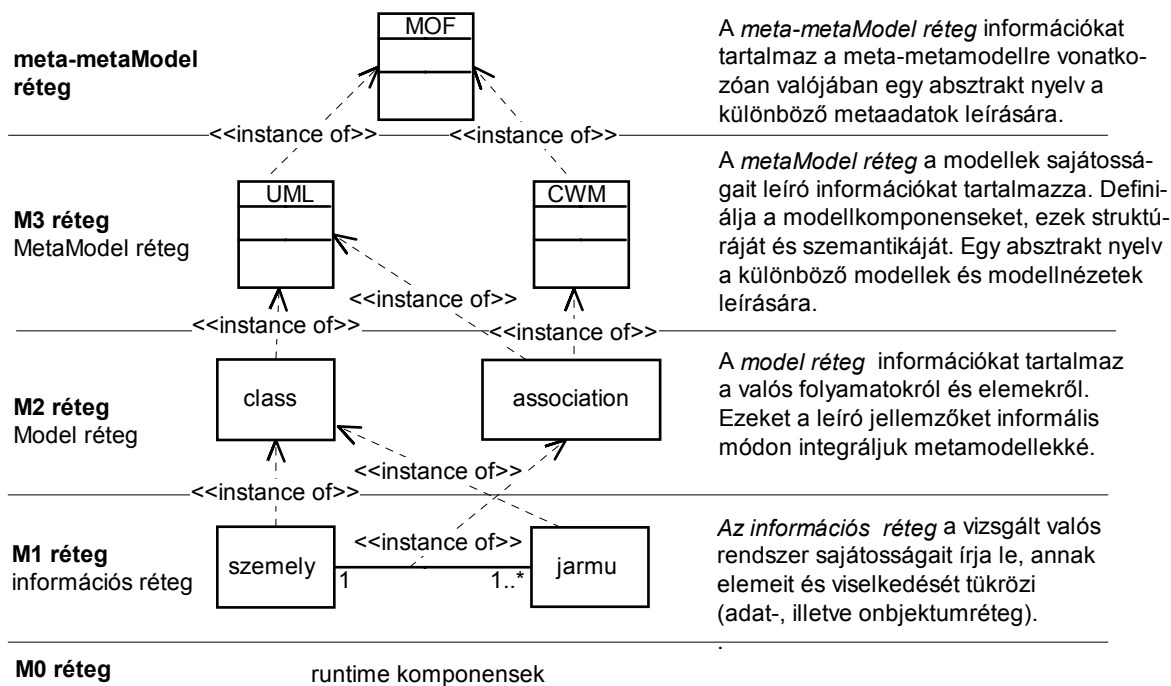 MOF
meta-metaModel
réteg
A meta-metaModel réteg információkat
tartalmaz a meta-metamodellre vonatko-
zóan valójában egy absztrakt nyelv a
különböző metaadatok leírására.
<<instance of>>
<<instance of>>
UML
CWM
M3 réteg
MetaModel réteg
A metaModel réteg a modellek sajátossá-
gait leíró információkat tartalmazza. Defini-
álja a modellkomponenseket, ezek struktú-
ráját és szemantikáját. Egy absztrakt nyelv
a különböző modellek és modellnézetek
leírására.
<<instance of>>
<<instance of>>
<<instance of>>
M2 réteg
Model réteg
class
association
A model réteg információkat tartalmaz
a valós folyamatokról és elemekről.
Ezeket a leíró jellemzőket informális
módon integráljuk metamodellekké.
<<instance of>>
<<instance of>>
<<instance of>>
M1 réteg
információs réteg
szemely
1
1..*
jarmu
Az információs réteg a vizsgált valós
rendszer sajátosságait írja le, annak
elemeit és viselkedését tükrözi
(adat-, illetve onbjektumréteg).
.
M0 réteg
runtime komponensek